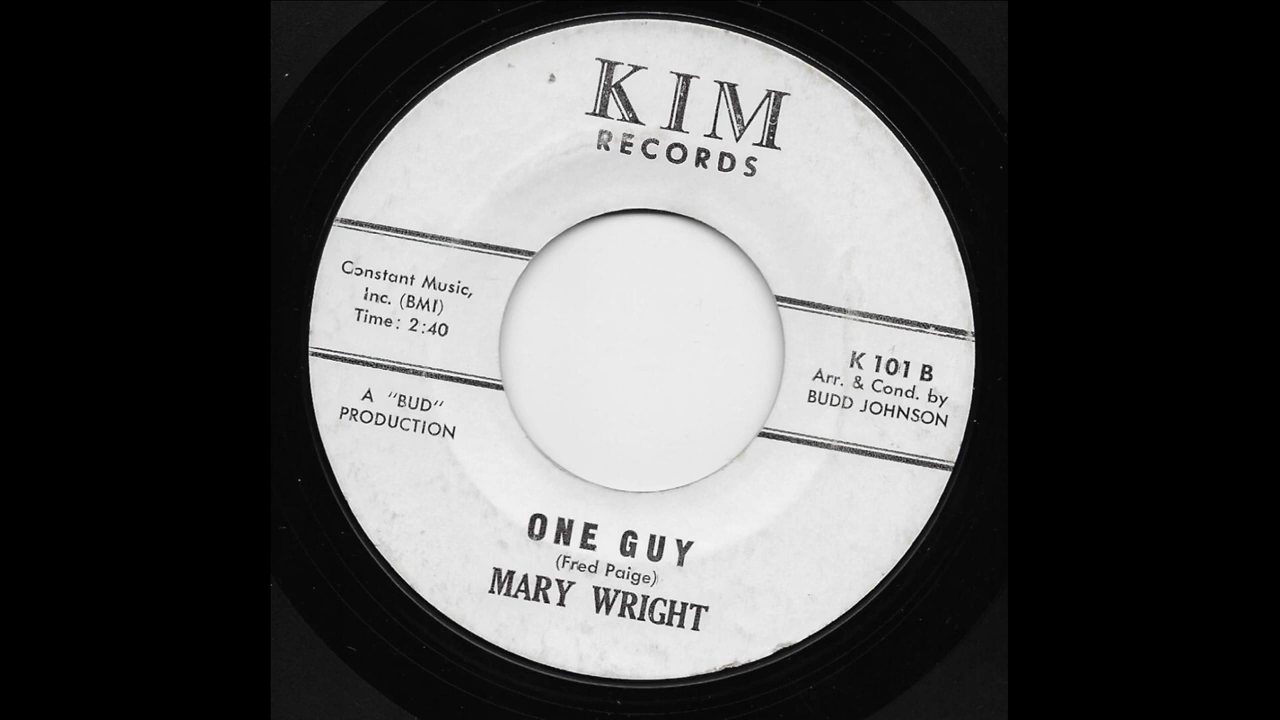 KIM
RECORDS
Constant Music,
Inc. (BMI)
Time: 2:40
K 101 B
Arr. & Cond. by
BUDD JOHNSON
A "BUD"
PRODUCTION
ONE GUY
(Fred Paige)
MARY WRIGHT